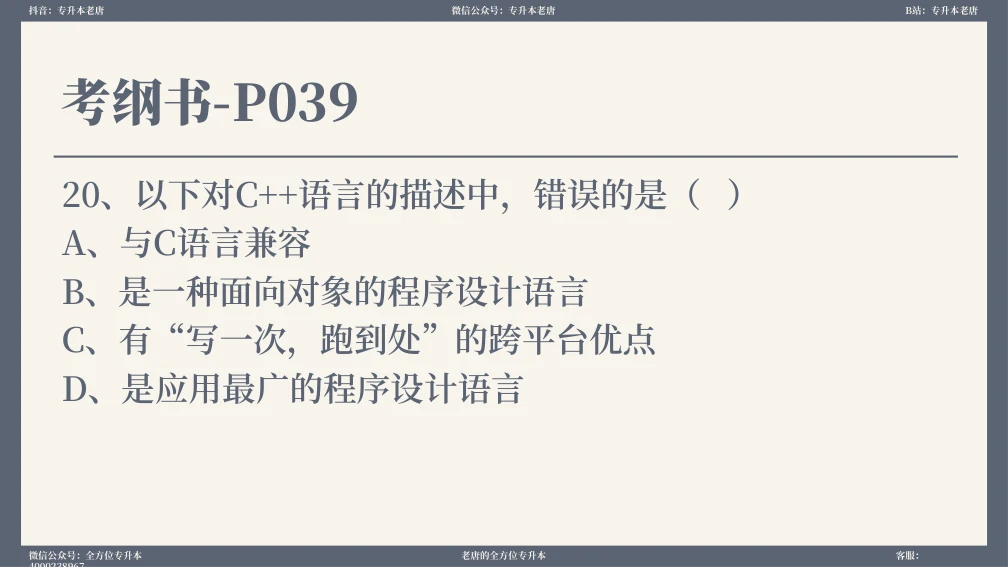 抖音：专升本老唐
微信公众号：专升本老唐
B站：专升本老唐
考纲书-P039
20、以下对C++语言的描述中，错误的是（ ）
A、与C语言兼容
B、是一种面向对象的程序设计语言
C、有“写一次，跑到处”的跨平台优点
D、是应用最广的程序设计语言
微信公众号：全方位专升本
老唐的全方位专升本
客服：
4000238967